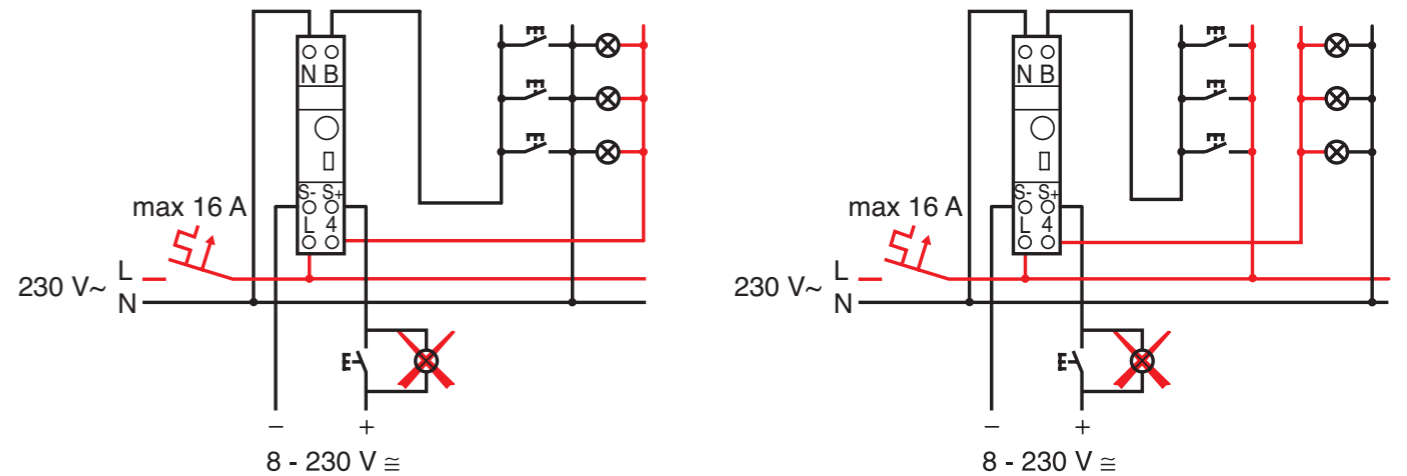 N B
S- S+
L 4
max 16 A
L
230 V~
N
− +
8 - 230 V ≅
N B
S- S+
L 4
max 16 A
L
230 V~
N
− +
8 - 230 V ≅